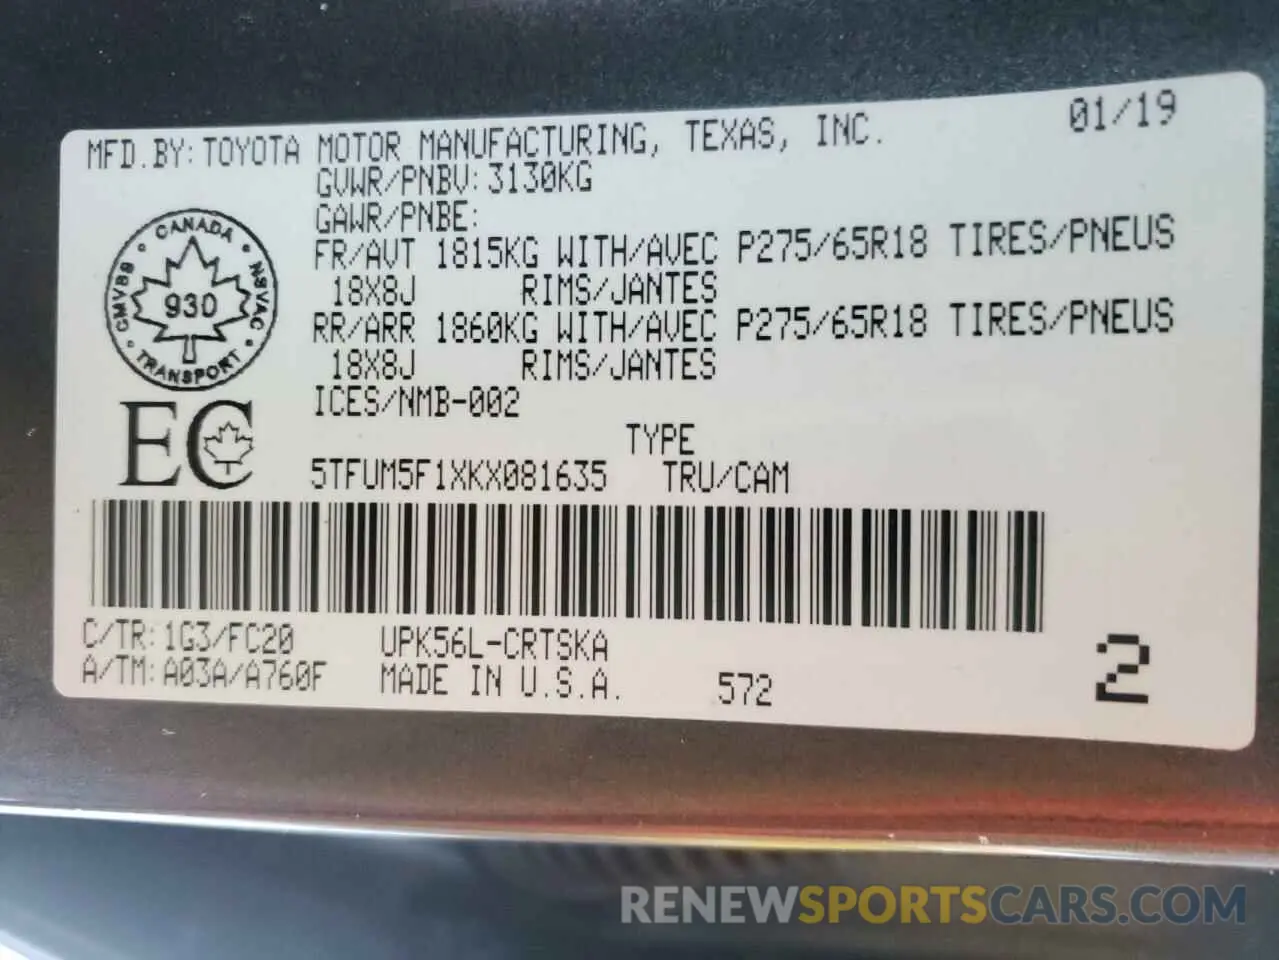 MFD.BY: TOYOTA MOTOR MANUFACTURING, TEXAS, INC. 01/19
GVWR/PNBV: 3130KG
GAWR/PNBE:
FR/AVT 1815KG WITH/AVEC P275/65R18 TIRES/PNEUS
18X8J RIMS/JANTES
RR/ARR 1860KG WITH/AVEC P275/65R18 TIRES/PNEUS
18X8J RIMS/JANTES
ICES/NMB-002
CANADA
CMVSS NSVAC
930
TRANSPORT
EC
TYPE
5TFUM5F1XKX081635 TRU/CAM
C/TR: 1G3/FC20 UPK56L-CRTSKA
A/TM: A03A/A760F MADE IN U.S.A. 572
2
RENEWSPORTSCARS.COM